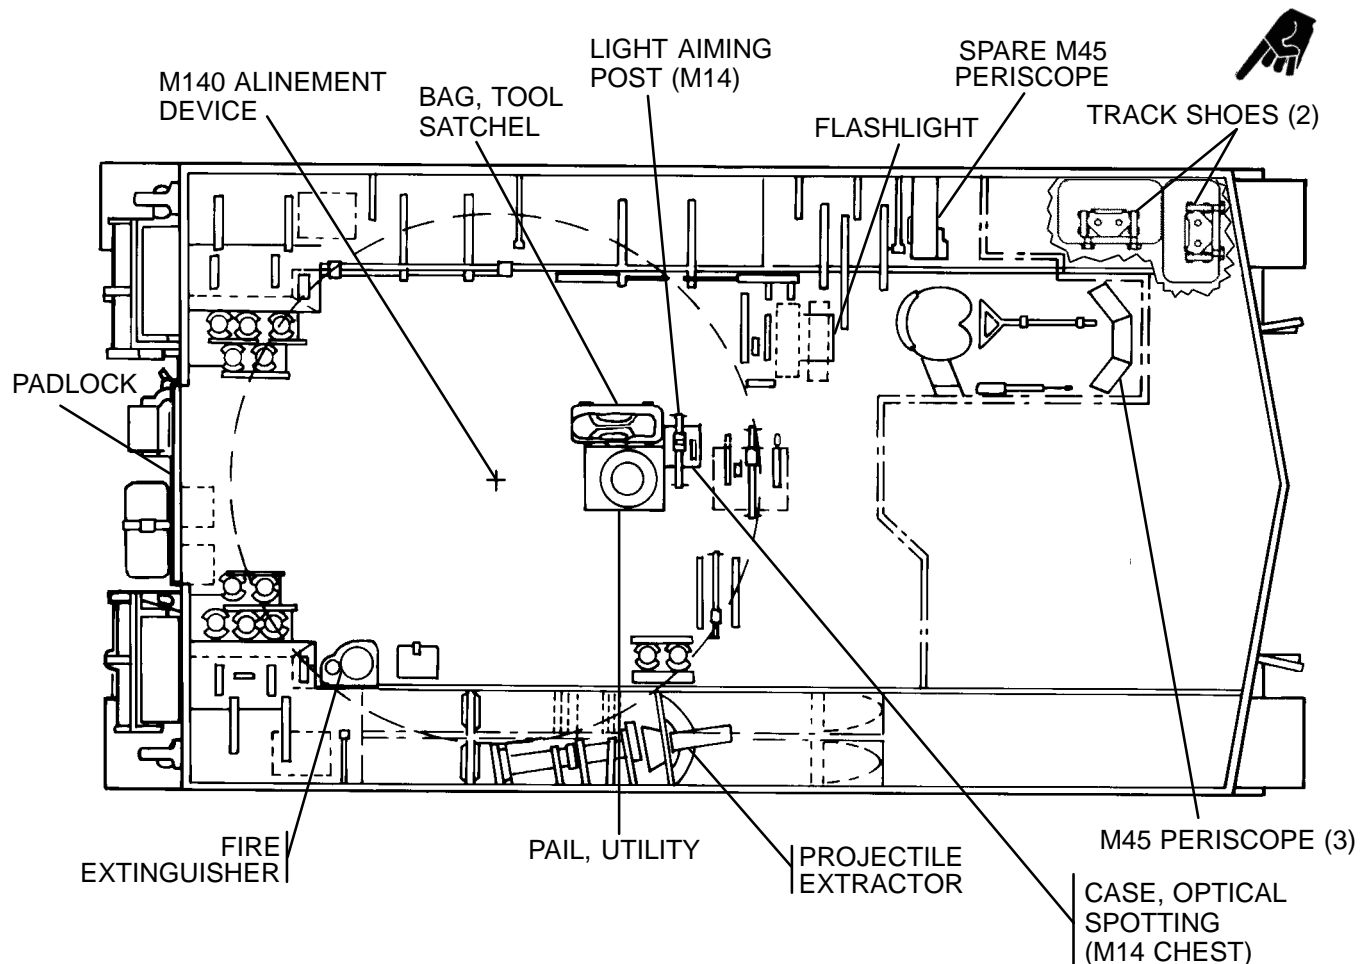 LIGHT AIMING
POST (M14)
SPARE M45
PERISCOPE
M140 ALINEMENT
DEVICE
BAG, TOOL
SATCHEL
FLASHLIGHT
TRACK SHOES (2)
PADLOCK
FIRE
EXTINGUISHER
PAIL, UTILITY
PROJECTILE
EXTRACTOR
M45 PERISCOPE (3)
CASE, OPTICAL
SPOTTING
(M14 CHEST)